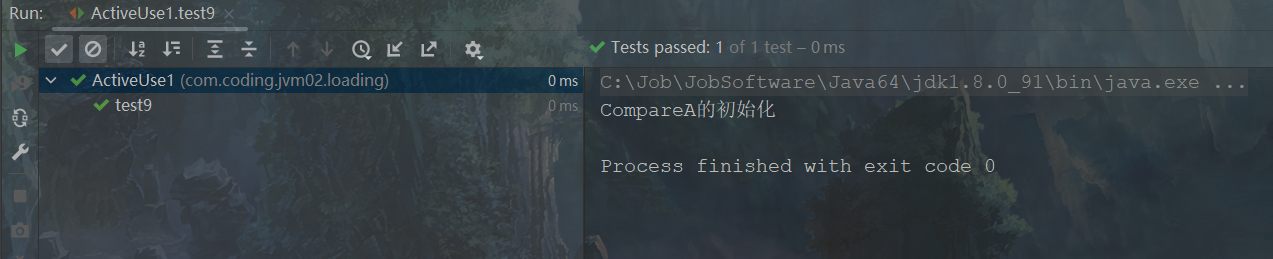 Run: ActiveUse1.test9 ×
Tests passed: 1 of 1 test – 0 ms
ActiveUse1 (com.coding.jvm02.loading) 0 ms
test9 0 ms
C:\Job\JobSoftware\Java64\jdk1.8.0_91\bin\java.exe ...
CompareA的初始化
Process finished with exit code 0